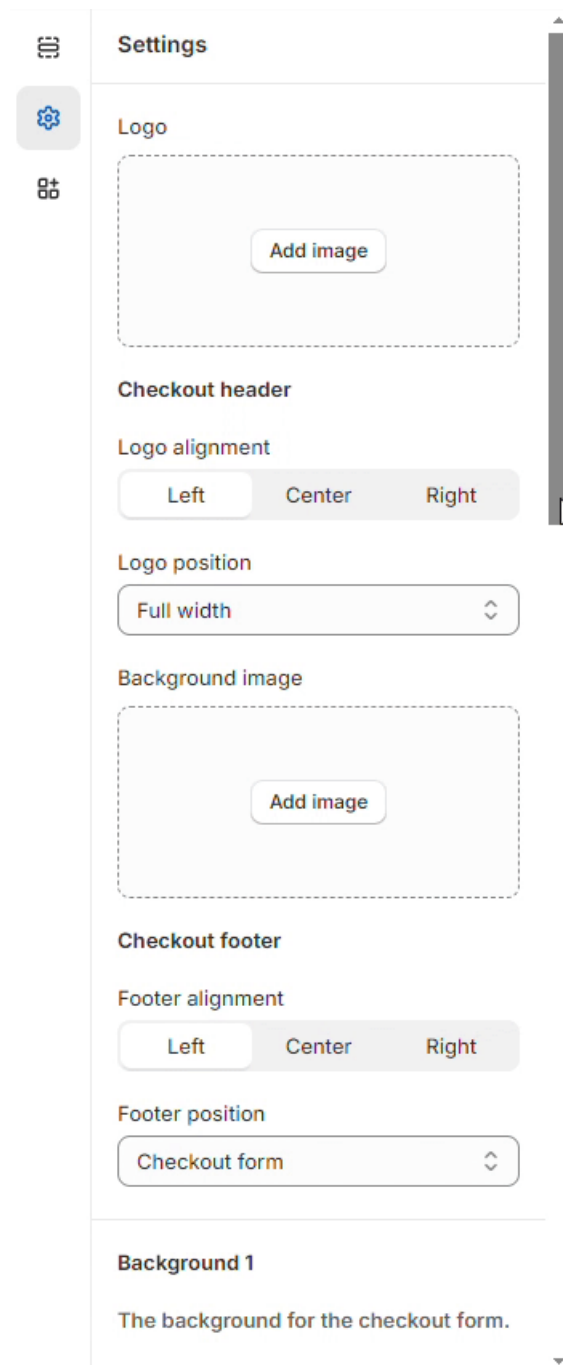 Settings
Logo
Add image
Checkout header
Logo alignment
Left Center Right
Logo position
Full width
Background image
Add image
Checkout footer
Footer alignment
Left Center Right
Footer position
Checkout form
Background 1
The background for the checkout form.